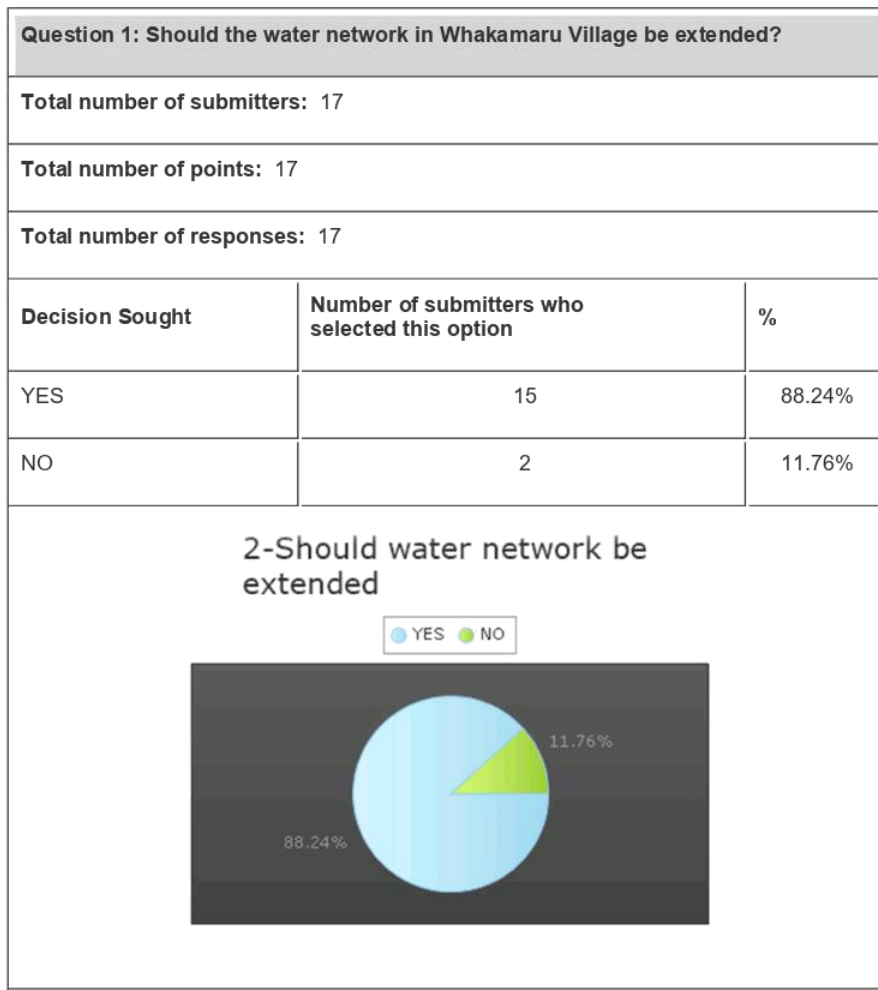 Question 1: Should the water network in Whakamaru Village be extended?
Total number of submitters: 17
Total number of points: 17
Total number of responses: 17
Decision Sought
Number of submitters who
selected this option
%
YES
15
88.24%
NO
2
11.76%
2-Should water network be
extended
YES NO
11.76%
88.24%